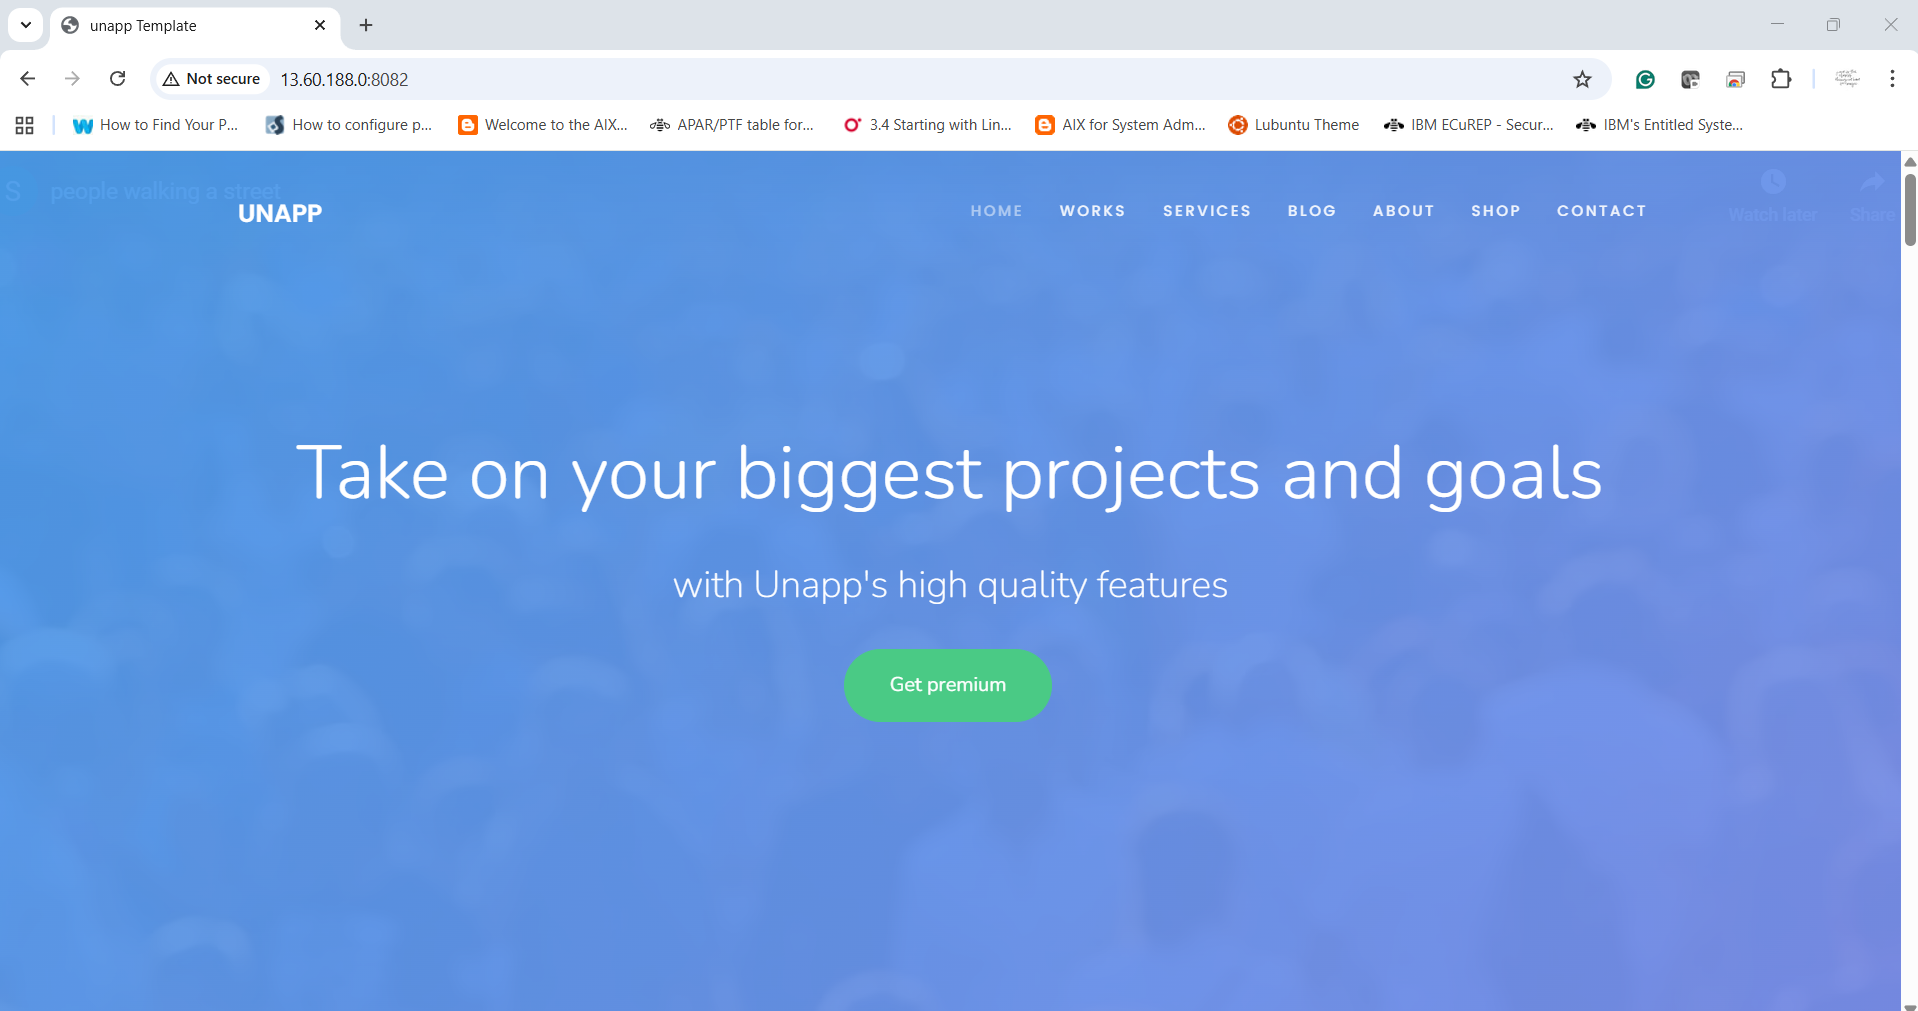 unapp Template
Not secure 13.60.188.0:8082
How to Find Your P... How to configure p... Welcome to the AIX... APAR/PTF table for... 3.4 Starting with Lin... AIX for System Adm... Lubuntu Theme IBM ECuREP - Secur... IBM's Entitled Syste...
S people walking a street
Watch later Share
UNAPP HOME WORKS SERVICES BLOG ABOUT SHOP CONTACT
Take on your biggest projects and goals
with Unapp's high quality features
Get premium